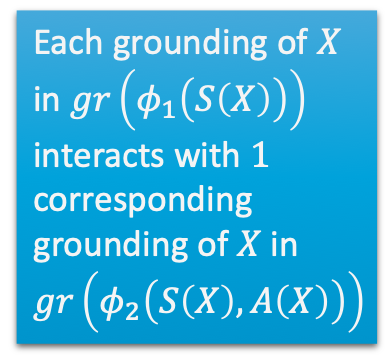 Each grounding of X
in gr(ϕ₁(S(X)))
interacts with 1
corresponding
grounding of X in
gr(ϕ₂(S(X), A(X)))